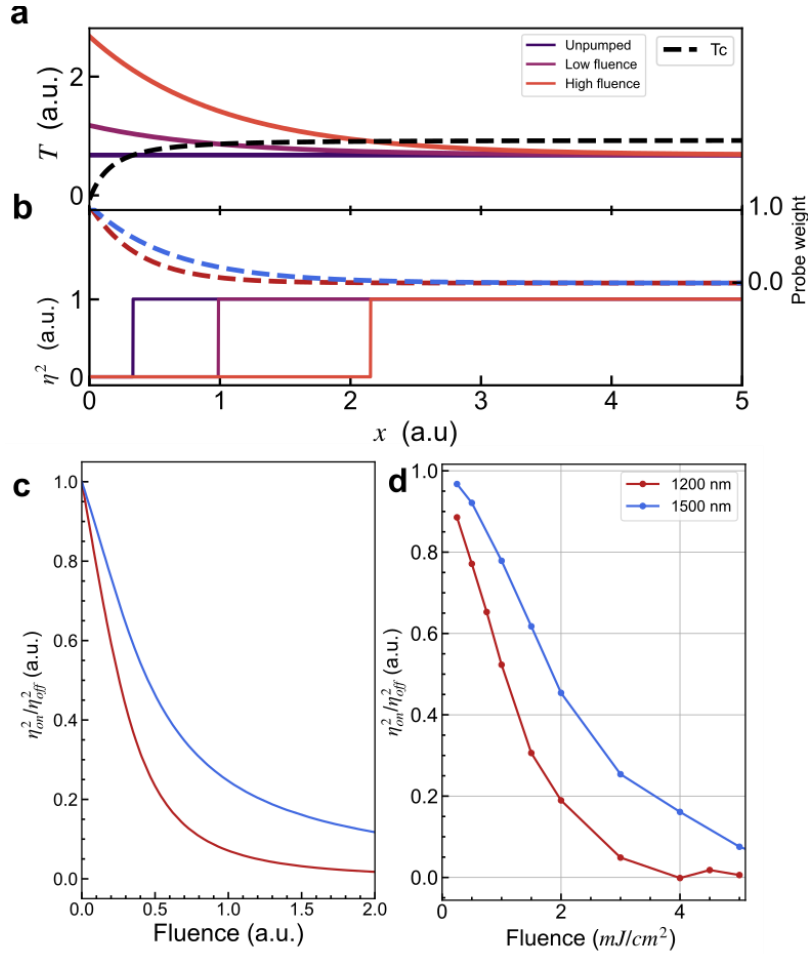 a
Unpumped
Low fluence
High fluence
Tc
T (a.u.)
2
0
b
1.0
0.0
Probe weight
η² (a.u.)
1
0
0 1 2 3 4 5
x (a.u)
c
η²on/η²off (a.u.)
1.0
0.8
0.6
0.4
0.2
0.0
0.0 0.5 1.0 1.5 2.0
Fluence (a.u.)
d
1200 nm
1500 nm
η²on/η²off (a.u.)
1.0
0.8
0.6
0.4
0.2
0.0
0 2 4
Fluence (mJ/cm²)